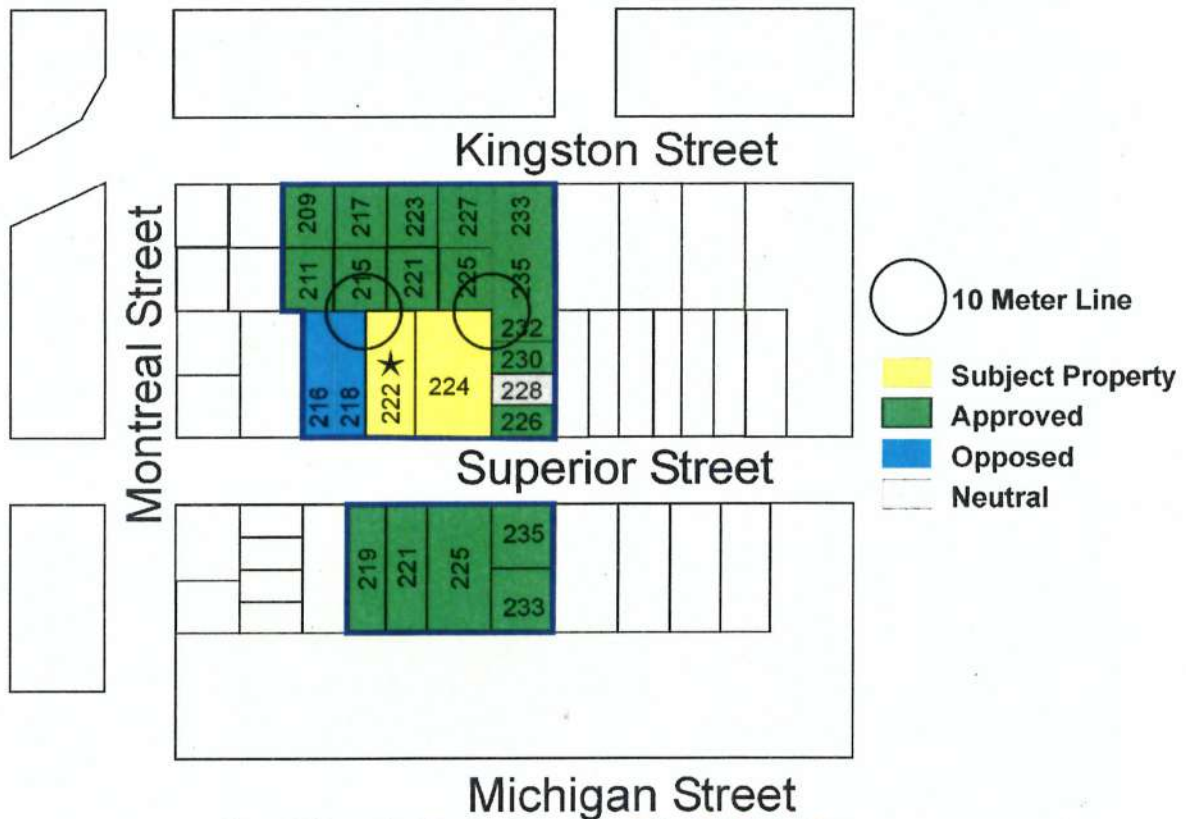 Kingston Street
Montreal Street
209
217
223
227
233
211
215
221
225
235
232
230
216
218
222
224
228
226
Superior Street
219
221
225
235
233
Michigan Street
10 Meter Line
Subject Property
Approved
Opposed
Neutral